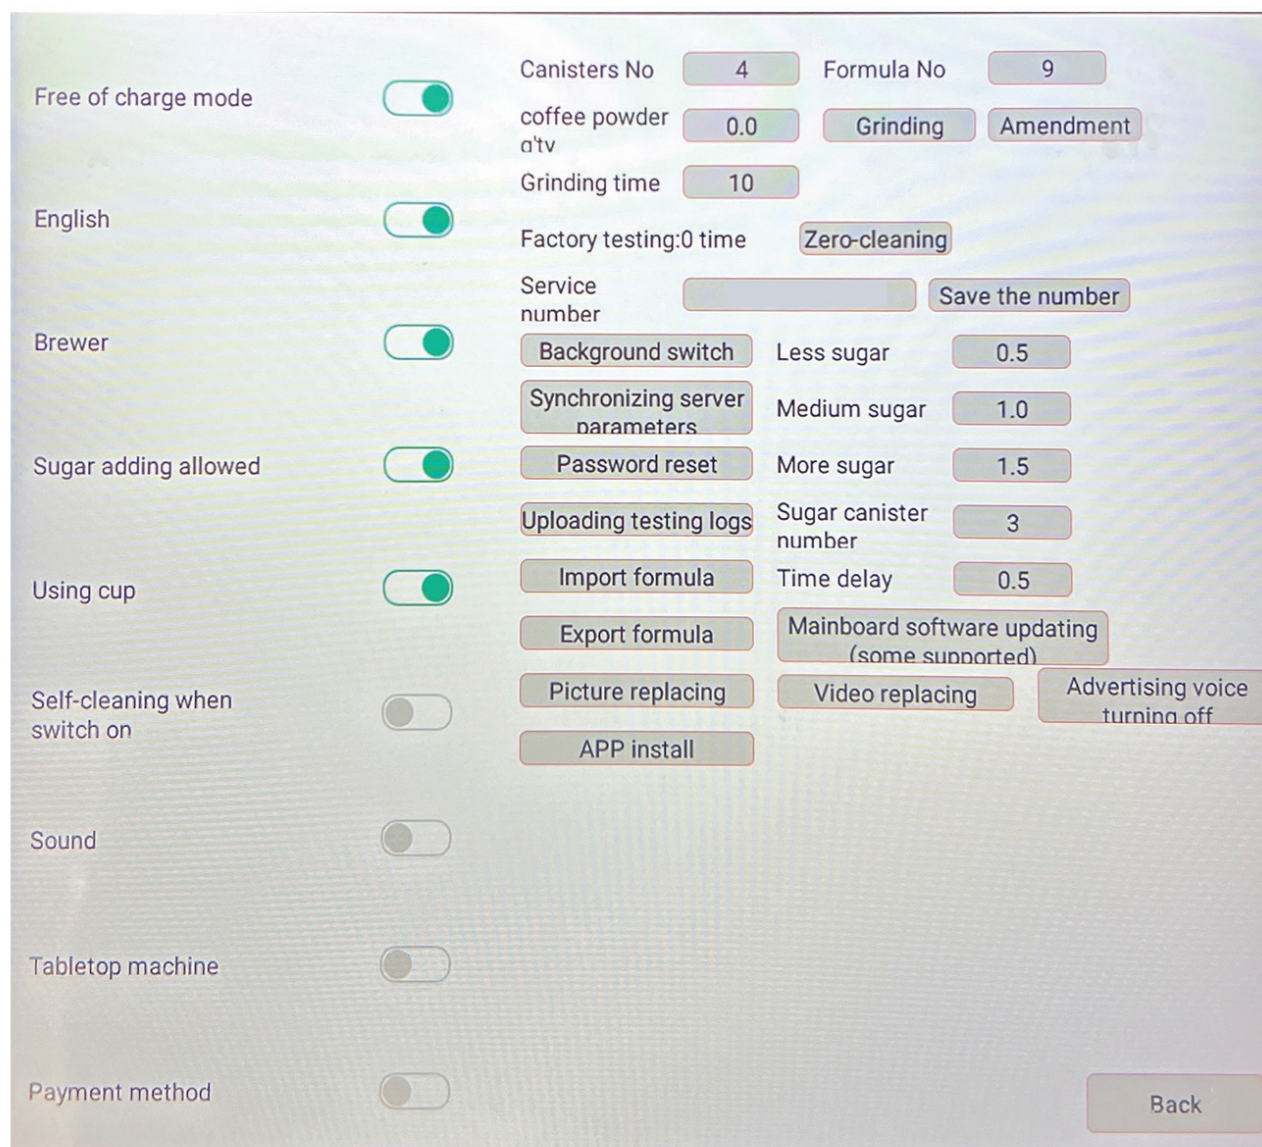 Free of charge mode
English
Brewer
Sugar adding allowed
Using cup
Self-cleaning when
switch on
Sound
Tabletop machine
Payment method
Canisters No 4 Formula No 9
coffee powder 0.0 Grinding Amendment
q'ty
Grinding time 10
Factory testing:0 time Zero-cleaning
Service
number
Save the number
Background switch Less sugar 0.5
Synchronizing server
parameters
Medium sugar 1.0
Password reset More sugar 1.5
Uploading testing logs Sugar canister
number
3
Import formula Time delay 0.5
Export formula Mainboard software updating
(some supported)
Picture replacing Video replacing Advertising voice
turning off
APP install
Back